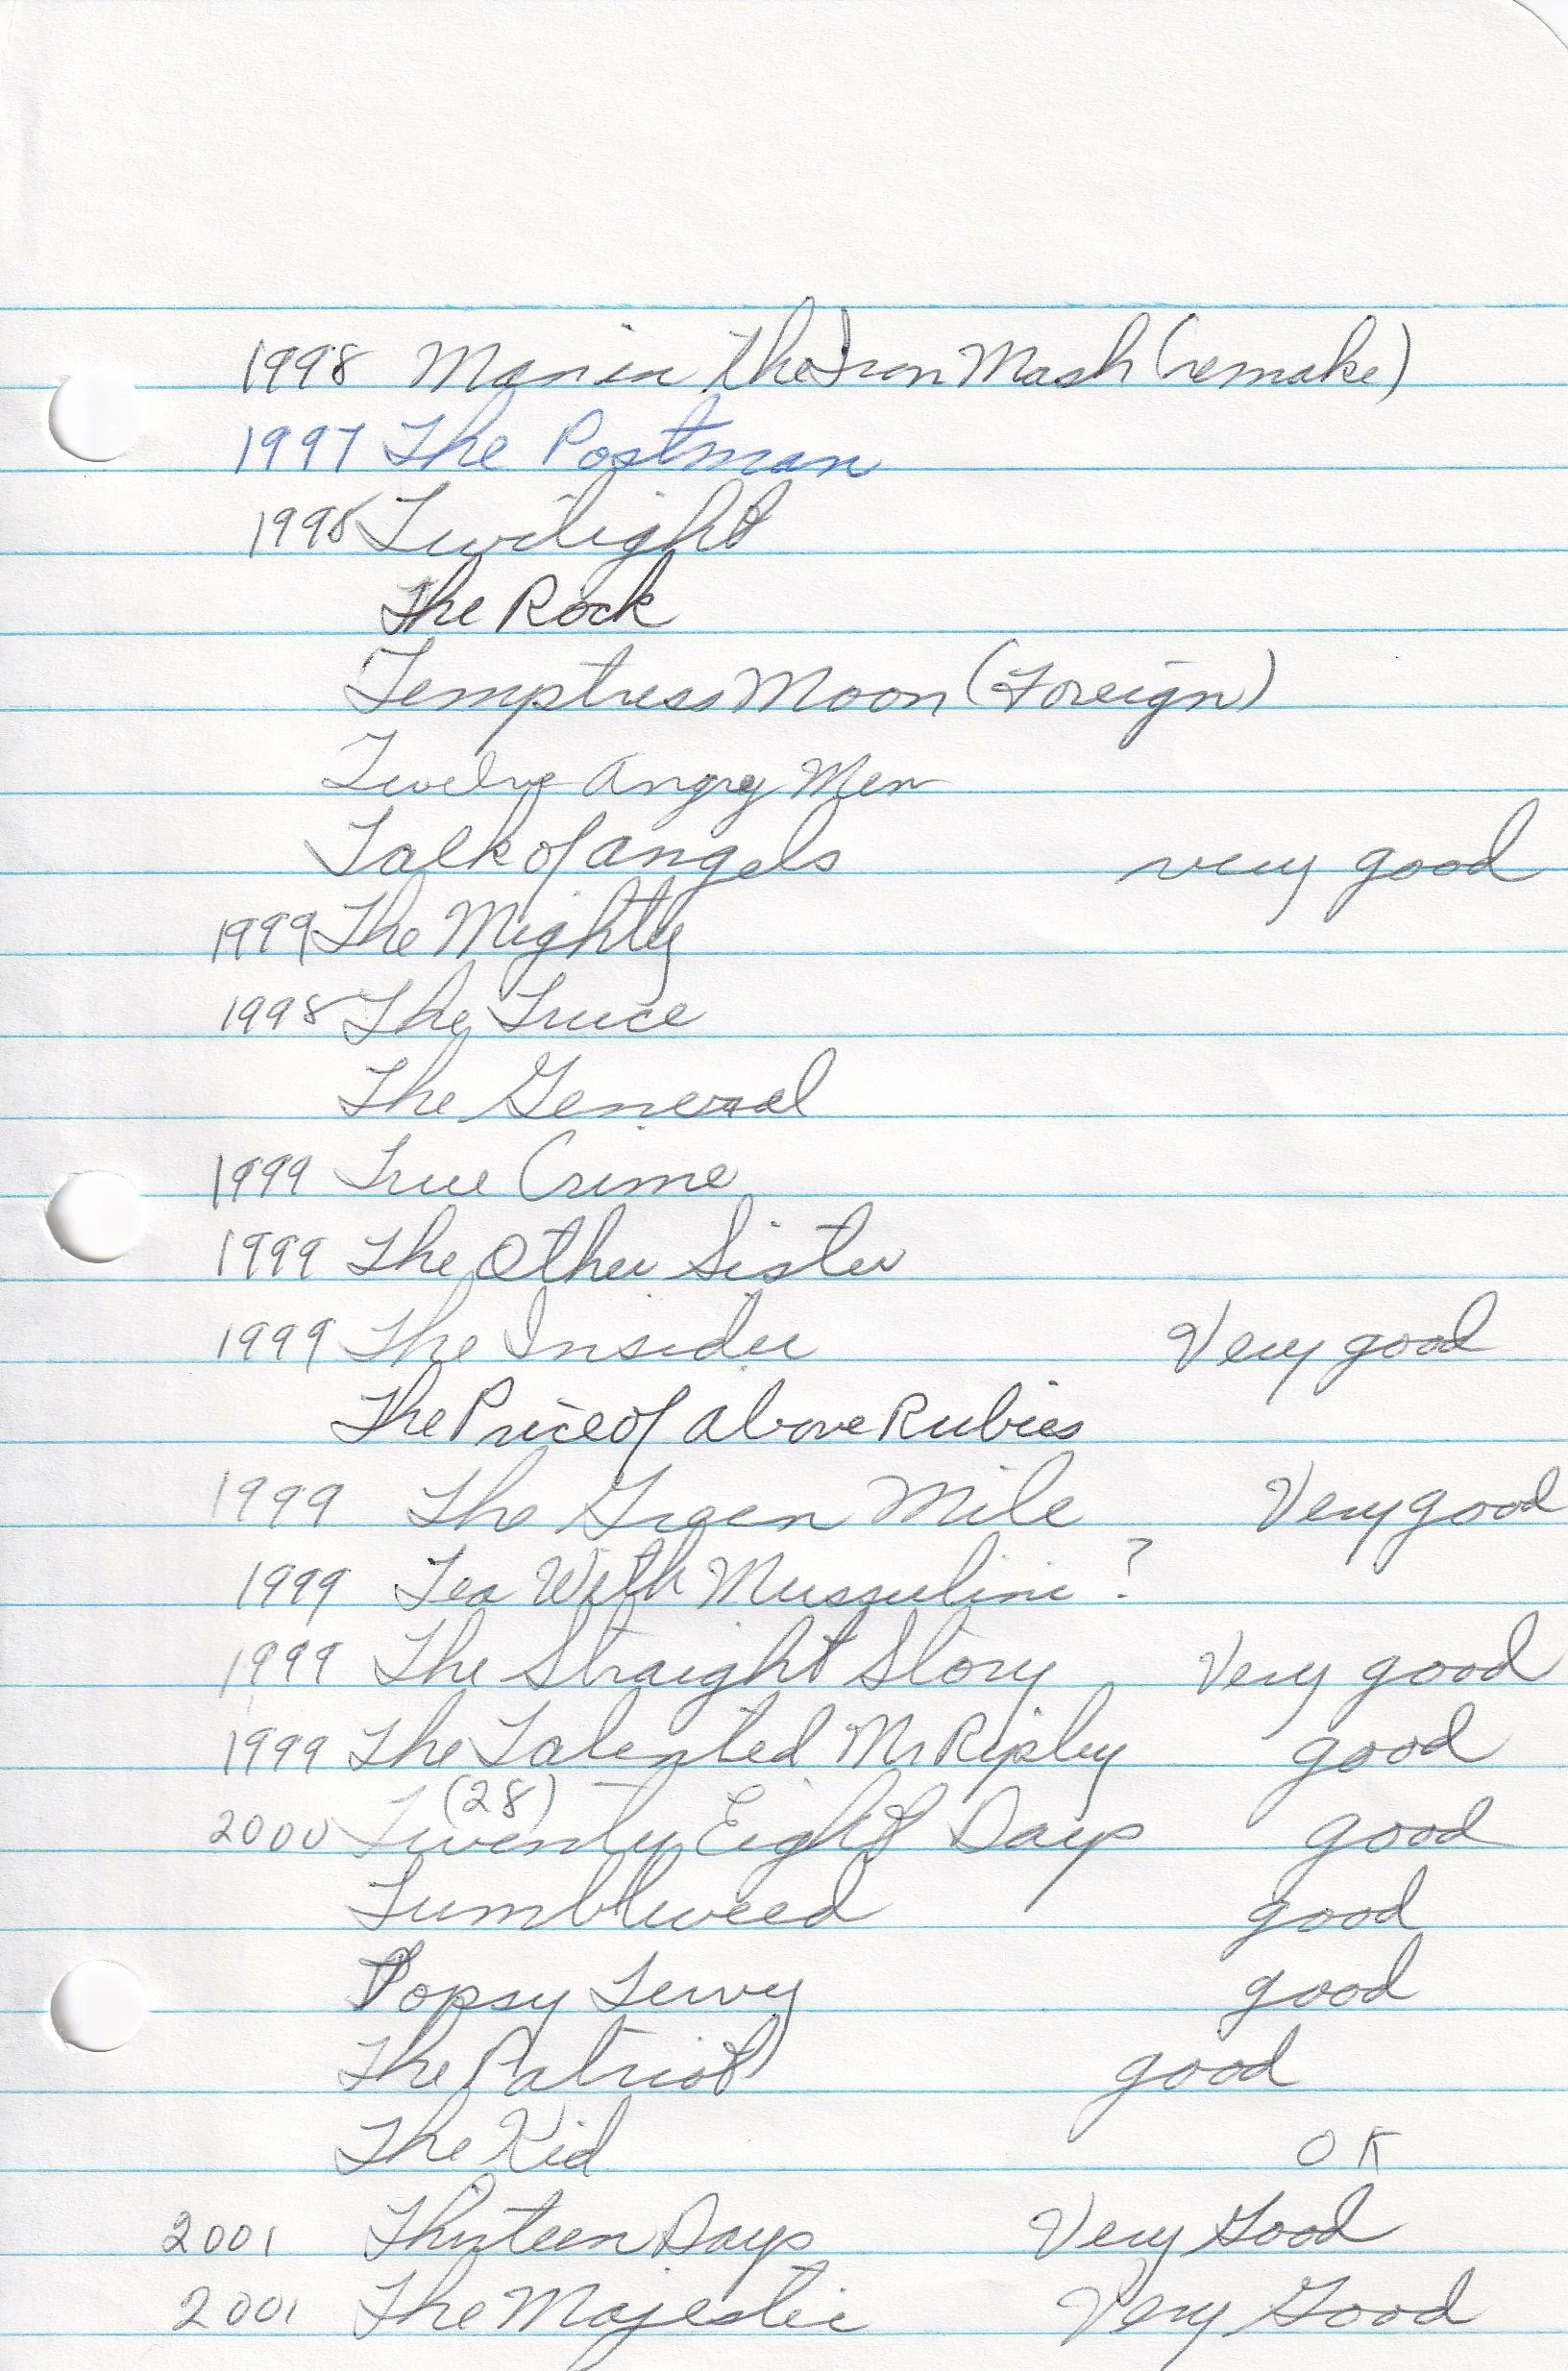 1998 Man in the Iron Mask (remake)
1997 The Postman
1998 Twilight
The Rock
Temptress Moon (Foreign)
Twelve Angry Men
Talk of Angels very good
1999 The Mighty
1998 The Truce
The General
1999 True Crime
1999 The Other Sister
1999 The Insider Very good
The Price of above Rubies
1999 The Green Mile Very good
1999 Tea With Mussulini ?
1999 The Straight Story Very good
1999 The Talented Mr Ripley good
(28)
2000 Twenty Eight Days good
Tumbleweed good
Topsy Turvy good
The Patriot good
The Kid OK
2001 Thirteen Days Very Good
2001 The Majestic Very Good